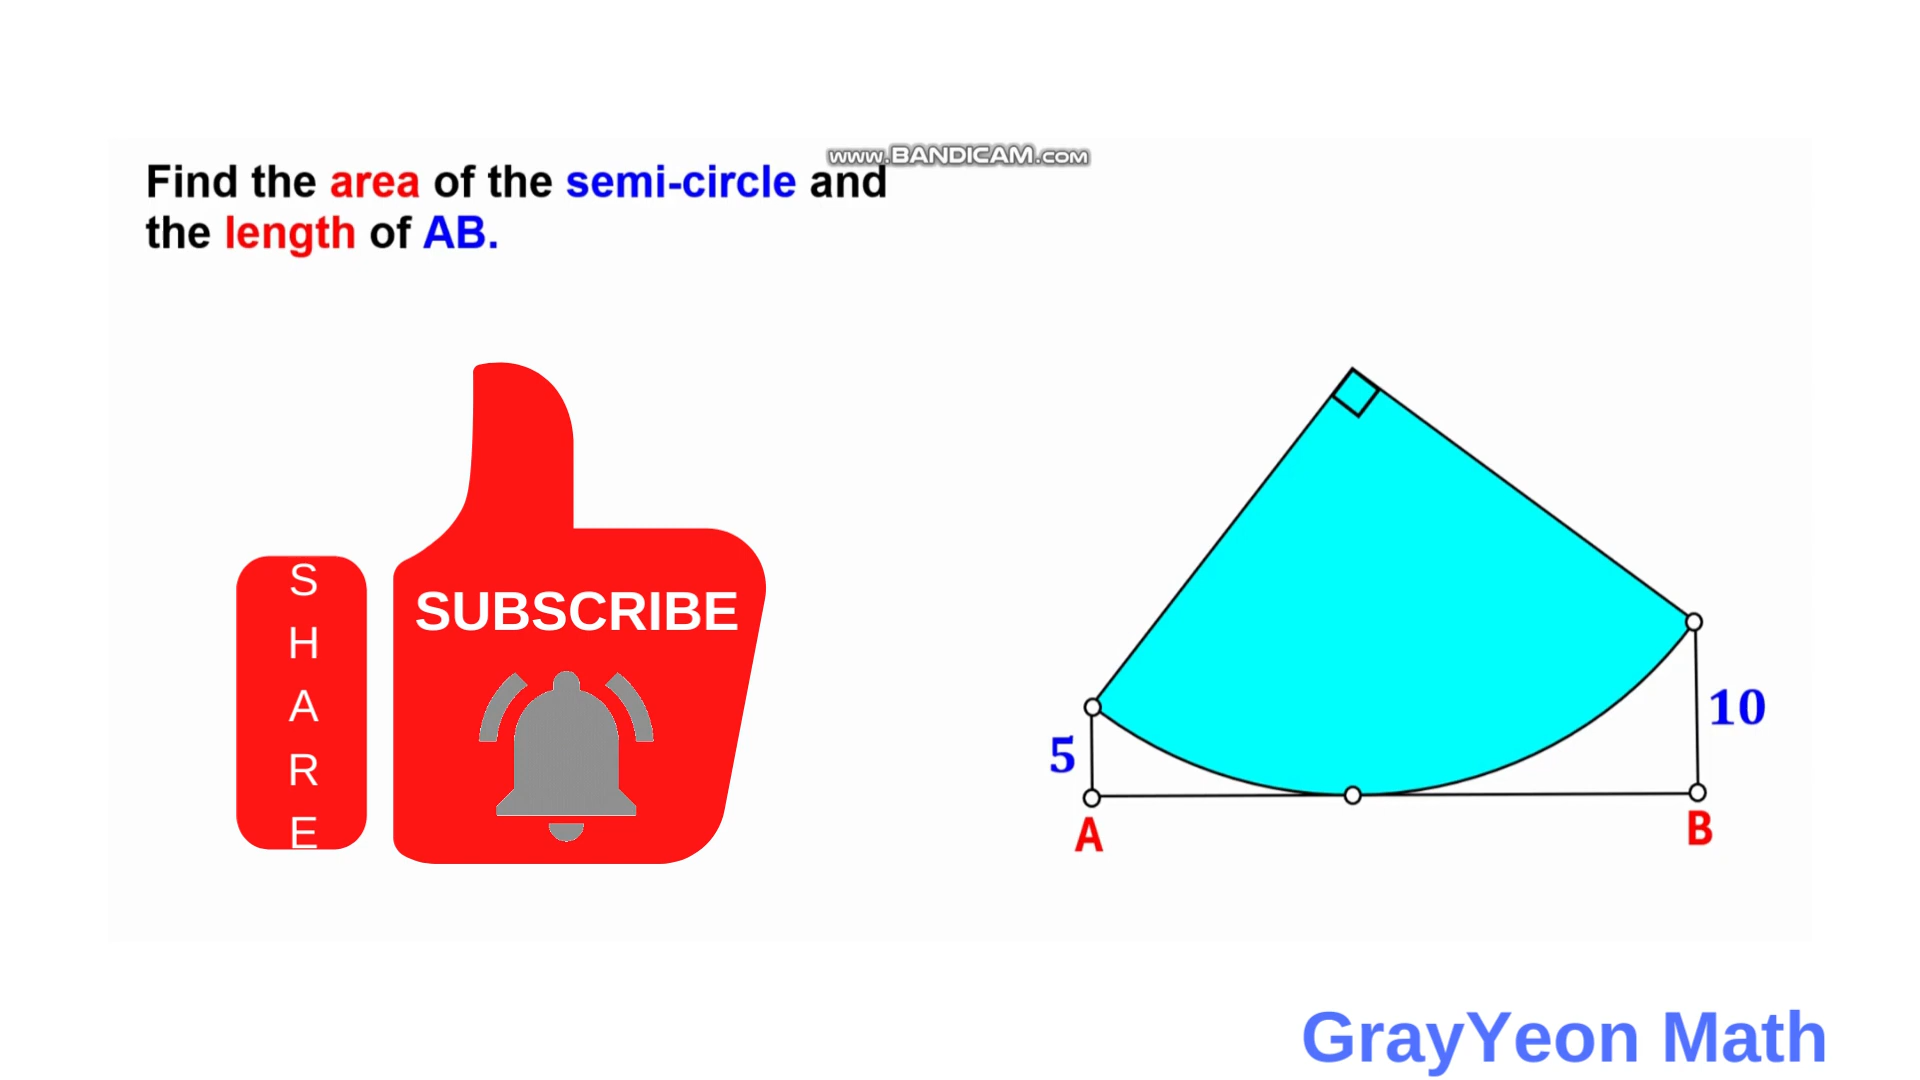 www.BANDICAM.com
Find the area of the semi-circle and
the length of AB.
SHARE
SUBSCRIBE
5
10
A
B
GrayYeon Math